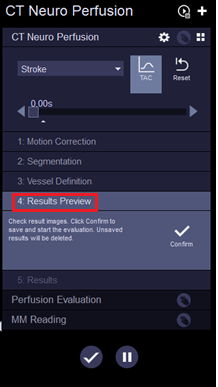 CT Neuro Perfusion
CT Neuro Perfusion
Stroke
TAC
Reset
0,00s
1: Motion Correction
2: Segmentation
3: Vessel Definition
4: Results Preview
Check result images. Click Confirm to
save and start the evaluation. Unsaved
results will be deleted.
Confirm
5: Results
Perfusion Evaluation
MM Reading